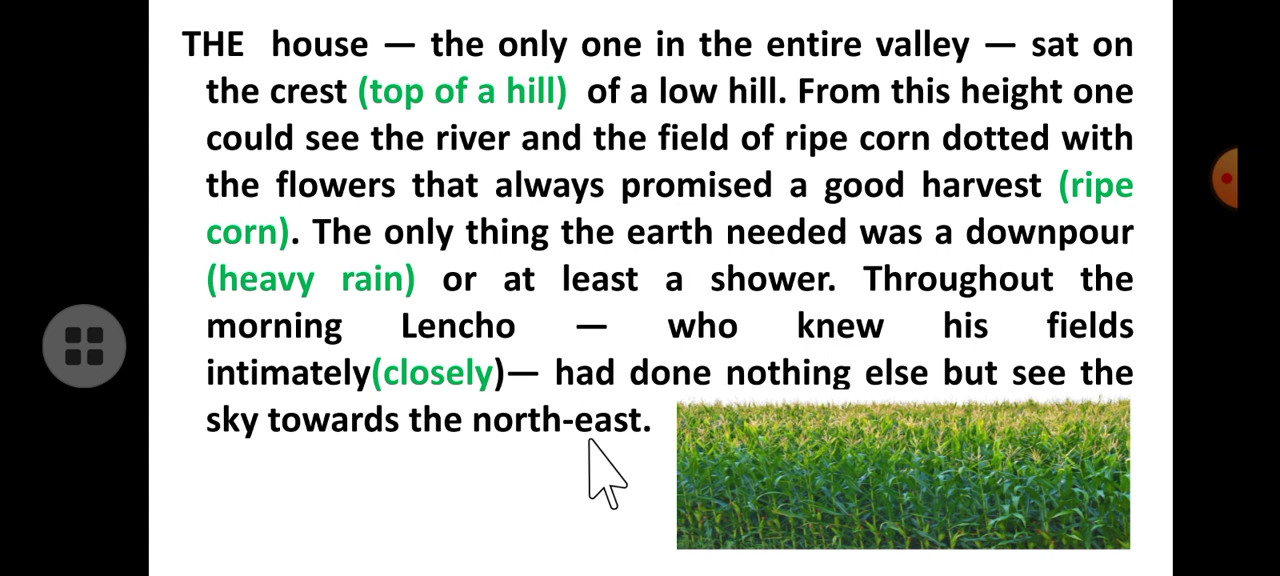 THE house — the only one in the entire valley — sat on
the crest (top of a hill) of a low hill. From this height one
could see the river and the field of ripe corn dotted with
the flowers that always promised a good harvest (ripe
corn). The only thing the earth needed was a downpour
(heavy rain) or at least a shower. Throughout the
morning Lencho — who knew his fields
intimately(closely)— had done nothing else but see the
sky towards the north-east.